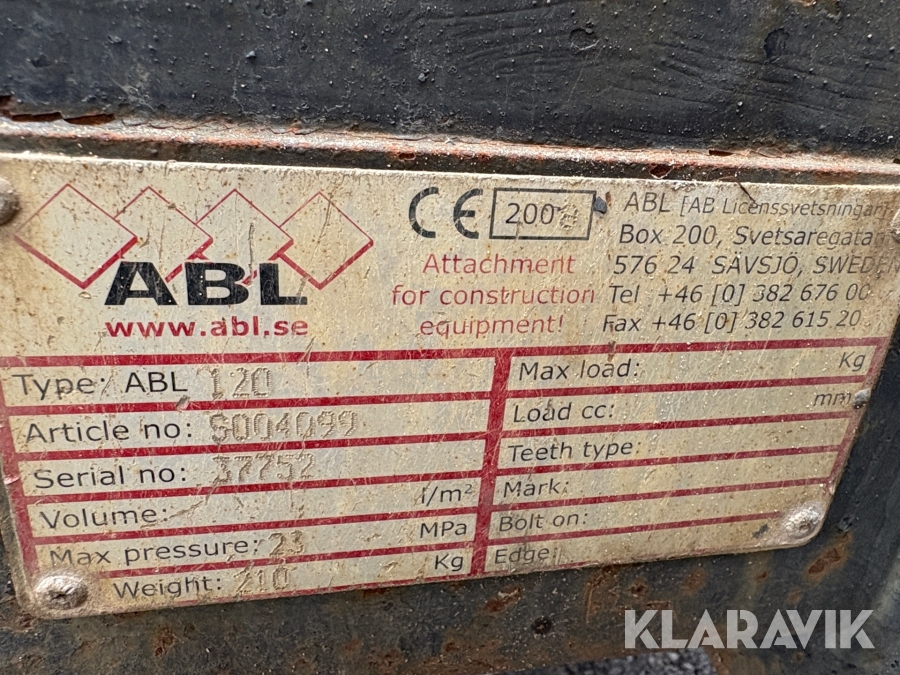 ABL
www.abl.se
CE
Attachment
for construction
equipment!
ABL [AB Licenssvetsningar]
Box 200, Svetsaregatan
576 24 SÄVSJÖ, SWEDEN
Tel +46 [0] 382 676 00
Fax +46 [0] 382 615 20
Type: ABL 120
Article no: S004099
Serial no: 37752
Volume: l/m²
Max pressure: 23 MPa
Weight: 210 Kg
Max load: Kg
Load cc: mm
Teeth type:
Mark:
Bolt on:
Edge:
KLARAVIK